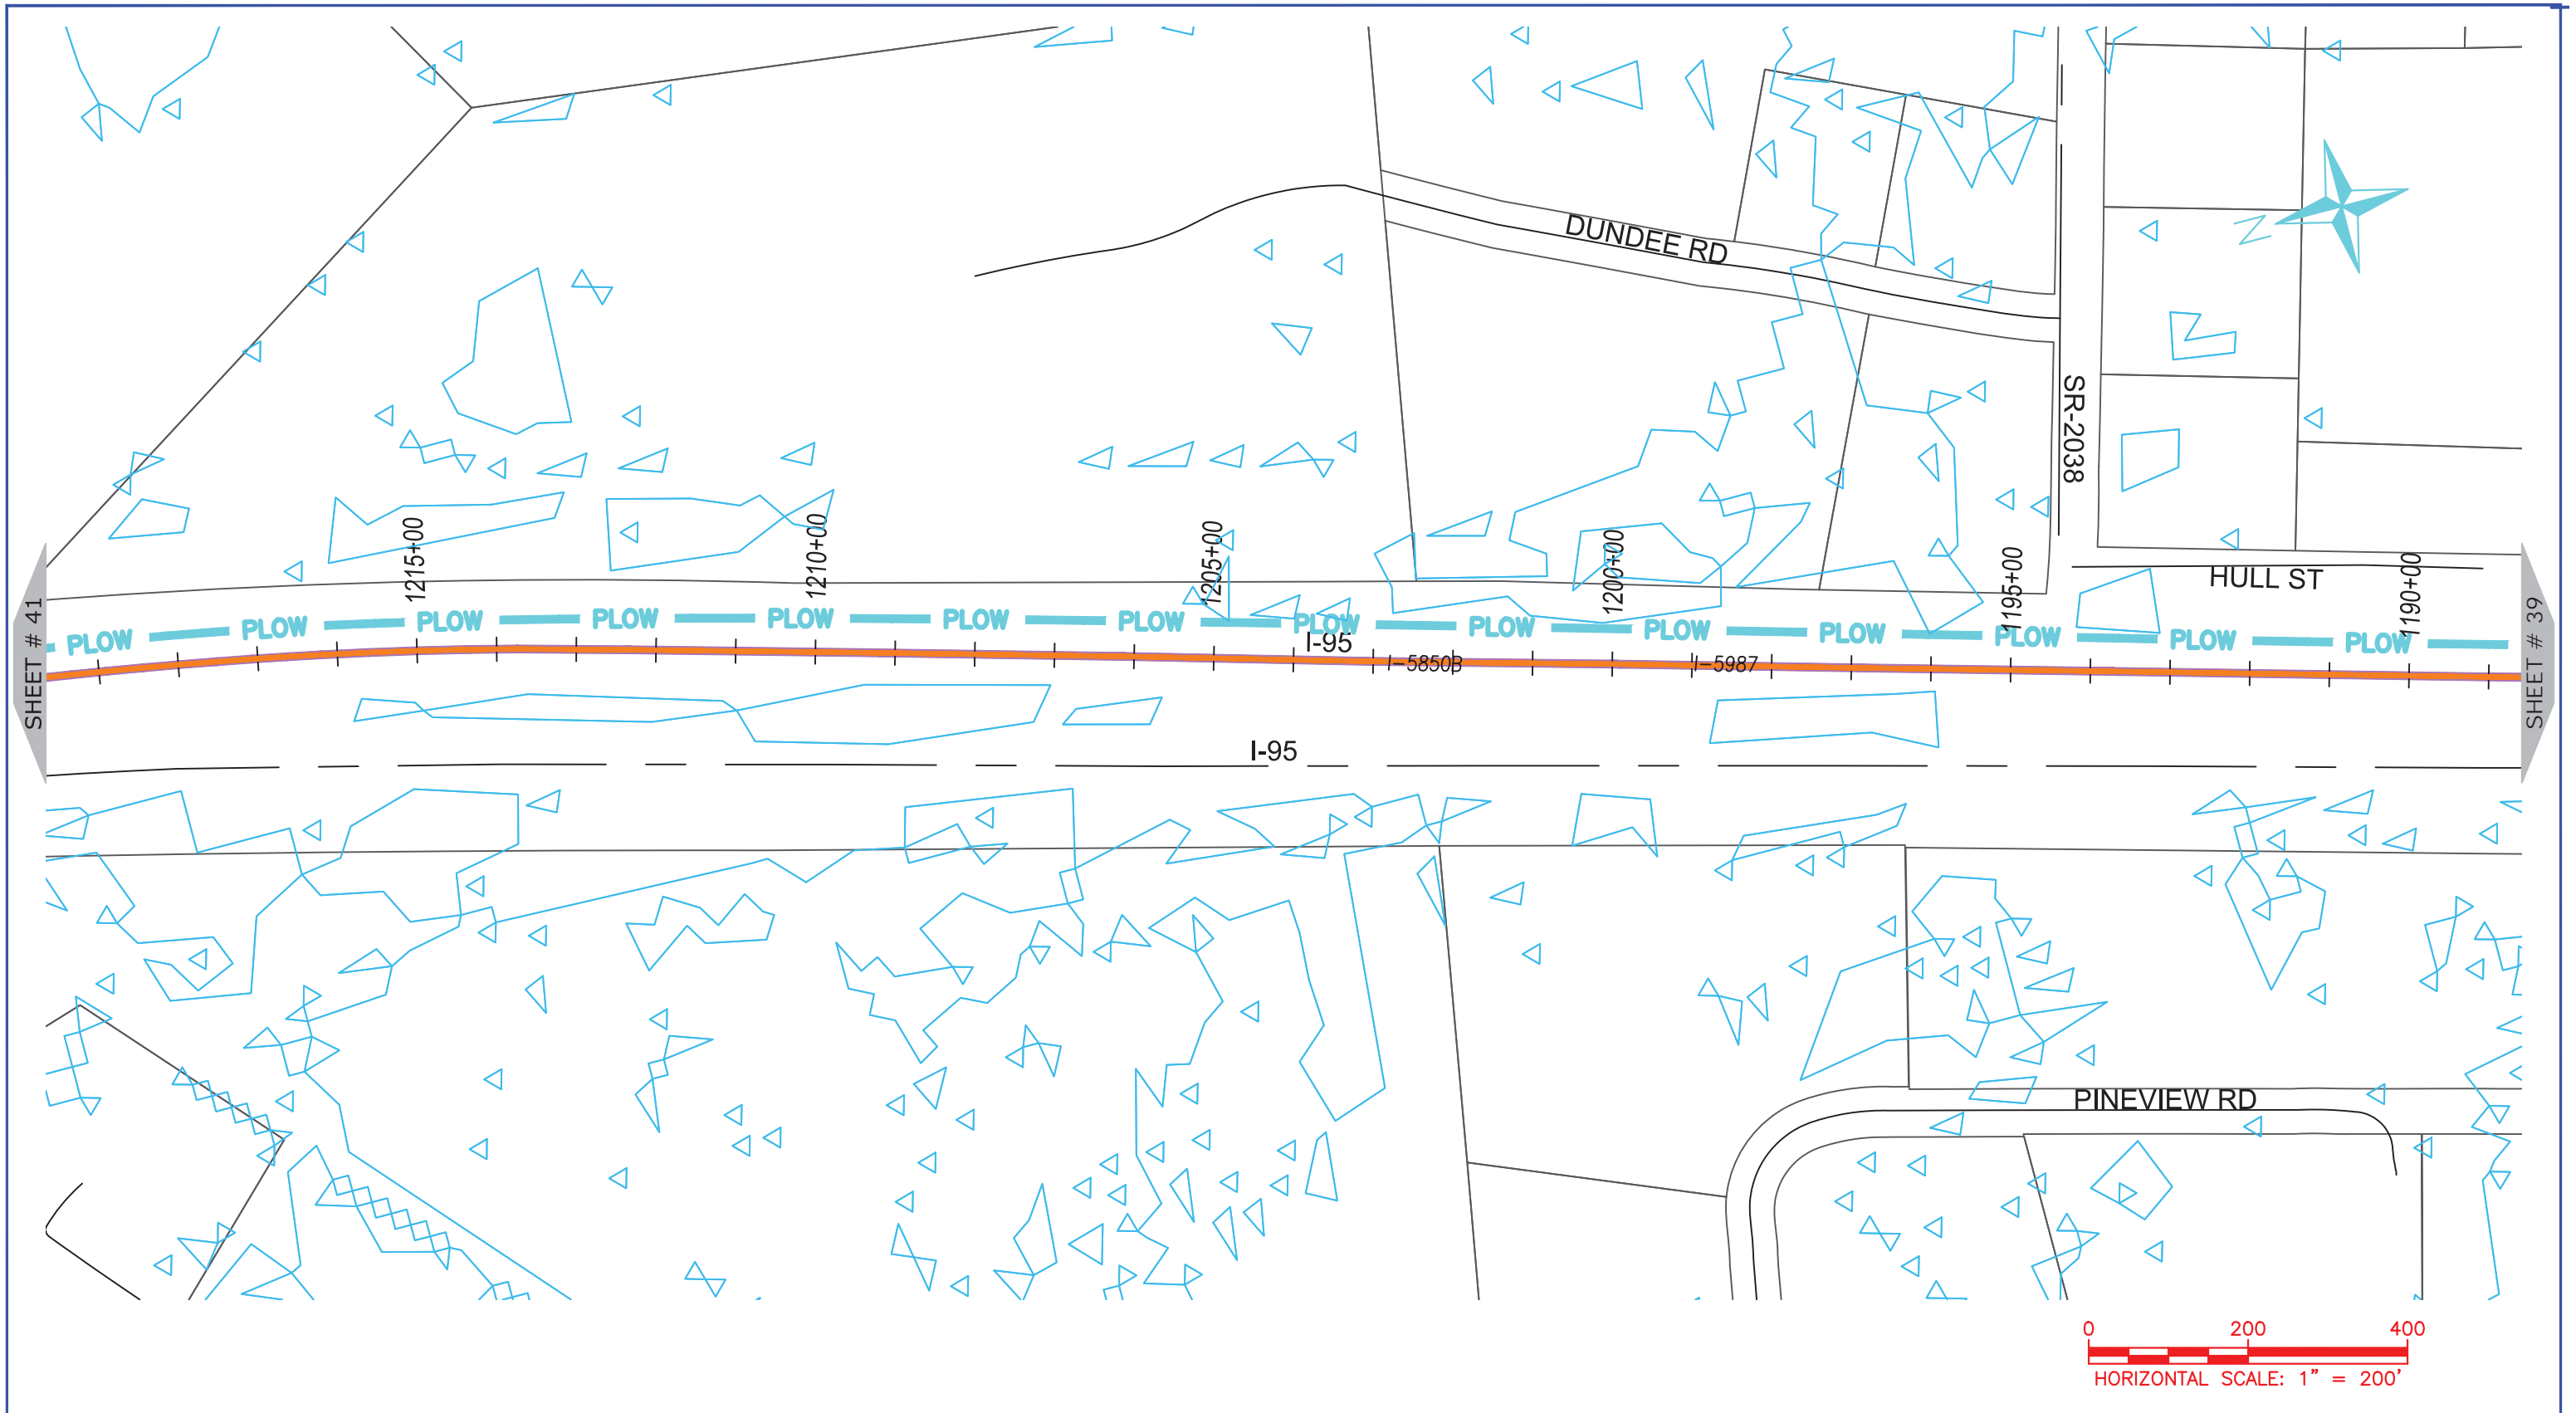 DUNDEE RD
N
SR-2038
1215+00
1210+00
1205+00
1200+00
1195+00
1190+00
HULL ST
SHEET # 41
PLOW PLOW PLOW PLOW PLOW PLOW PLOW PLOW PLOW PLOW PLOW PLOW PLOW PLOW
SHEET # 39
I-95
I-5850B
I-5987
I-95
PINEVIEW RD
0 200 400
HORIZONTAL SCALE: 1" = 200'